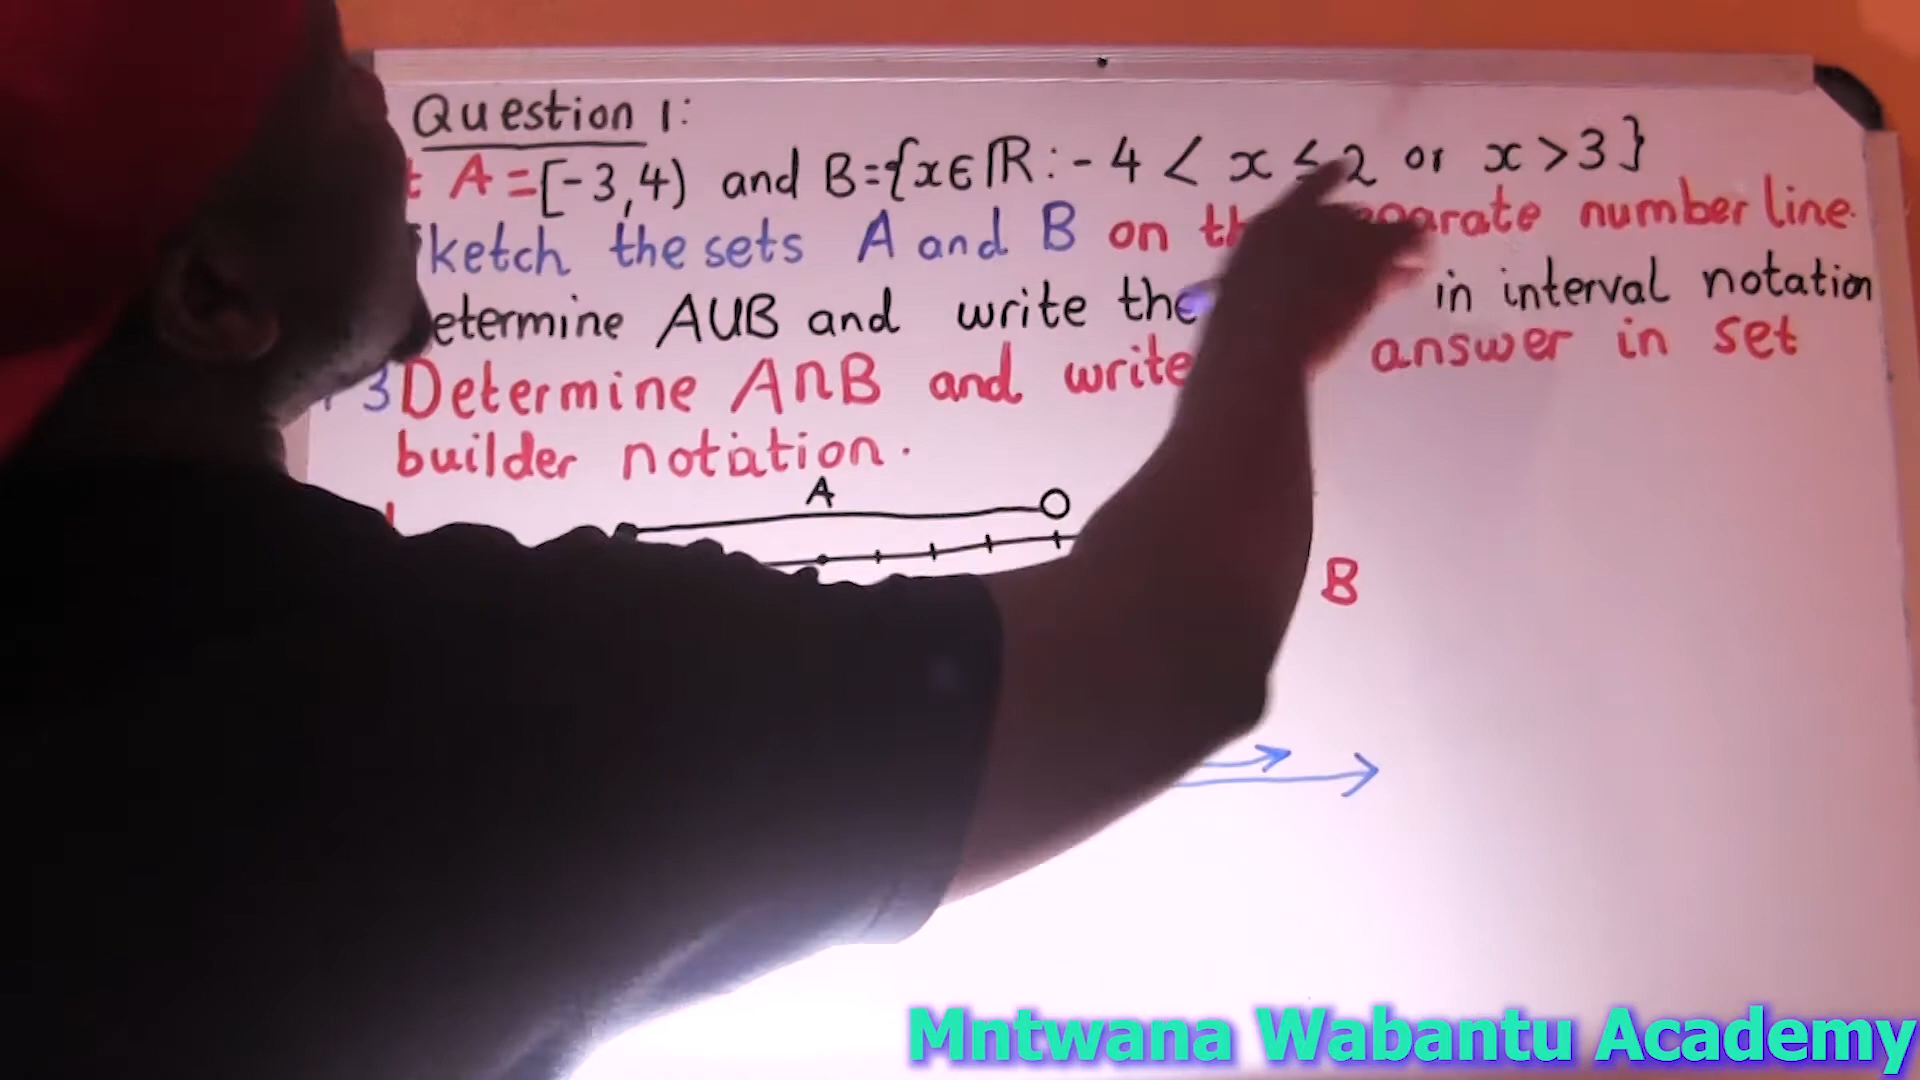 Question 1:
A = [-3,4) and B={x∈ℝ: -4 < x ≤ 2 or x >3}
ketch the sets A and B on number line.
etermine AUB and write the in interval notation
3 Determine A∩B and write answer in set
builder notation.
A
B
Mntwana Wabantu Academy